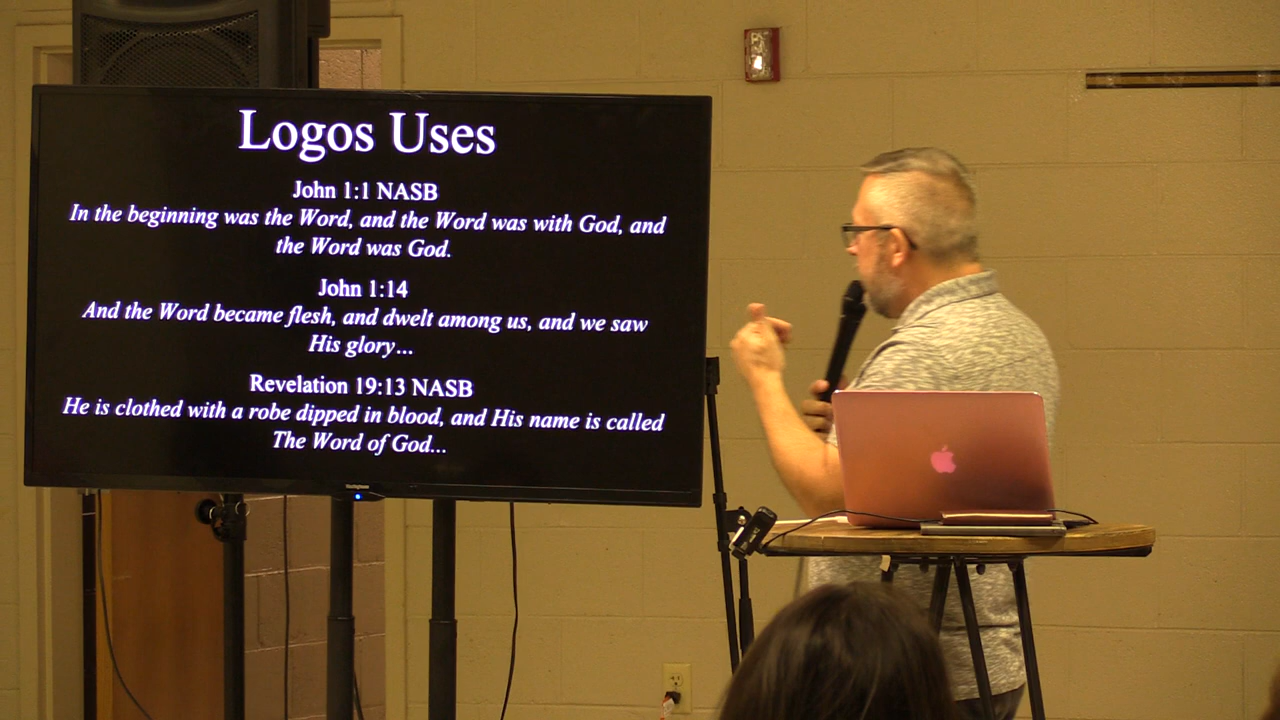 Logos Uses
John 1:1 NASB
In the beginning was the Word, and the Word was with God, and
the Word was God.
John 1:14
And the Word became flesh, and dwelt among us, and we saw
His glory...
Revelation 19:13 NASB
He is clothed with a robe dipped in blood, and His name is called
The Word of God...
Westinghouse